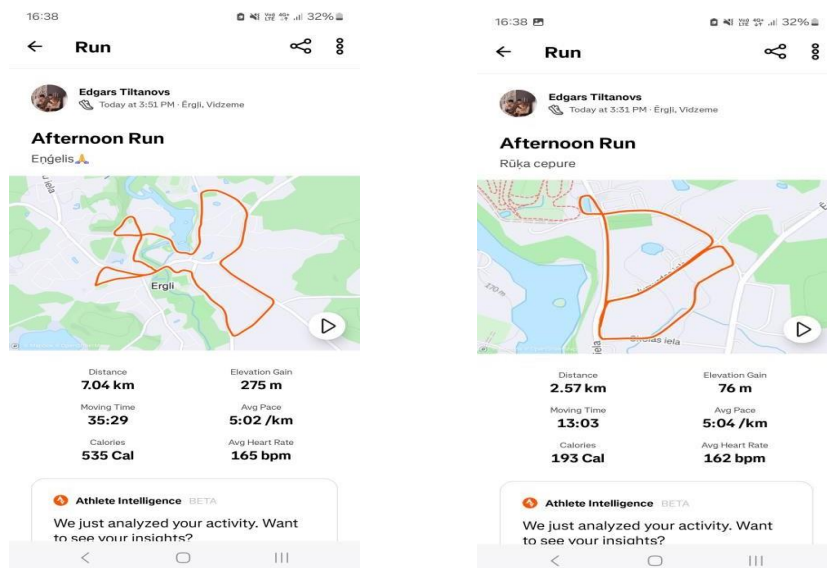 16:38
32%
Run
Edgars Tiltanovs
Today at 3:51 PM · Ērgļi, Vidzeme
Afternoon Run
Eņģelis🙏
iela
Ergli
Distance
7.04 km
Elevation Gain
275 m
Moving Time
35:29
Avg Pace
5:02 /km
Calories
535 Cal
Avg Heart Rate
165 bpm
Athlete Intelligence BETA
We just analyzed your activity. Want
to see your insights?
16:38
32%
Run
Edgars Tiltanovs
Today at 3:31 PM · Ērgļi, Vidzeme
Afternoon Run
Rūķa cepure
270 m
iela
iela
Distance
2.57 km
Elevation Gain
76 m
Moving Time
13:03
Avg Pace
5:04 /km
Calories
193 Cal
Avg Heart Rate
162 bpm
Athlete Intelligence BETA
We just analyzed your activity. Want
to see your insights?